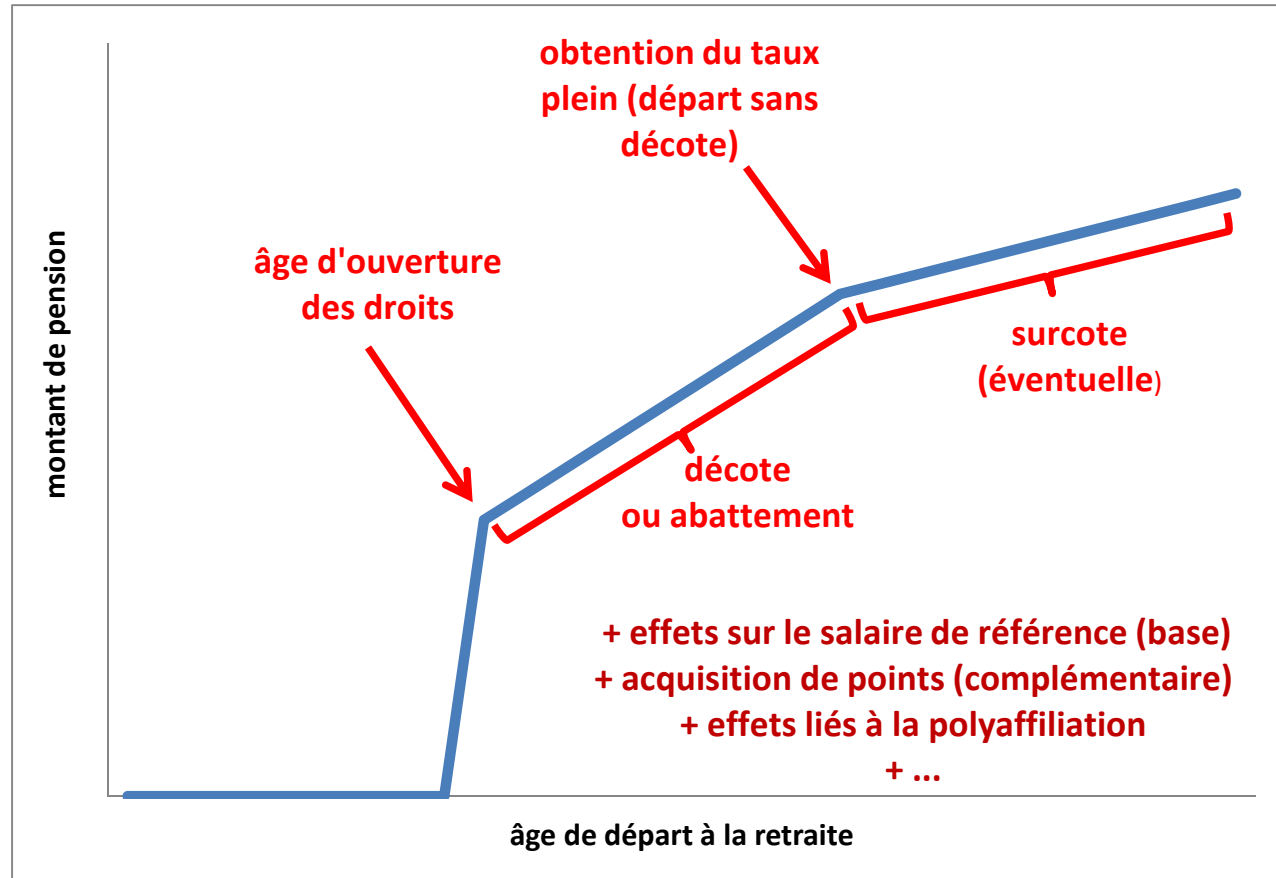 obtention du taux
plein (départ sans
décote)
âge d'ouverture
des droits
montant de pension
surcote
(éventuelle)
décote
ou abattement
+ effets sur le salaire de référence (base)
+ acquisition de points (complémentaire)
+ effets liés à la polyaffiliation
+ ...
âge de départ à la retraite